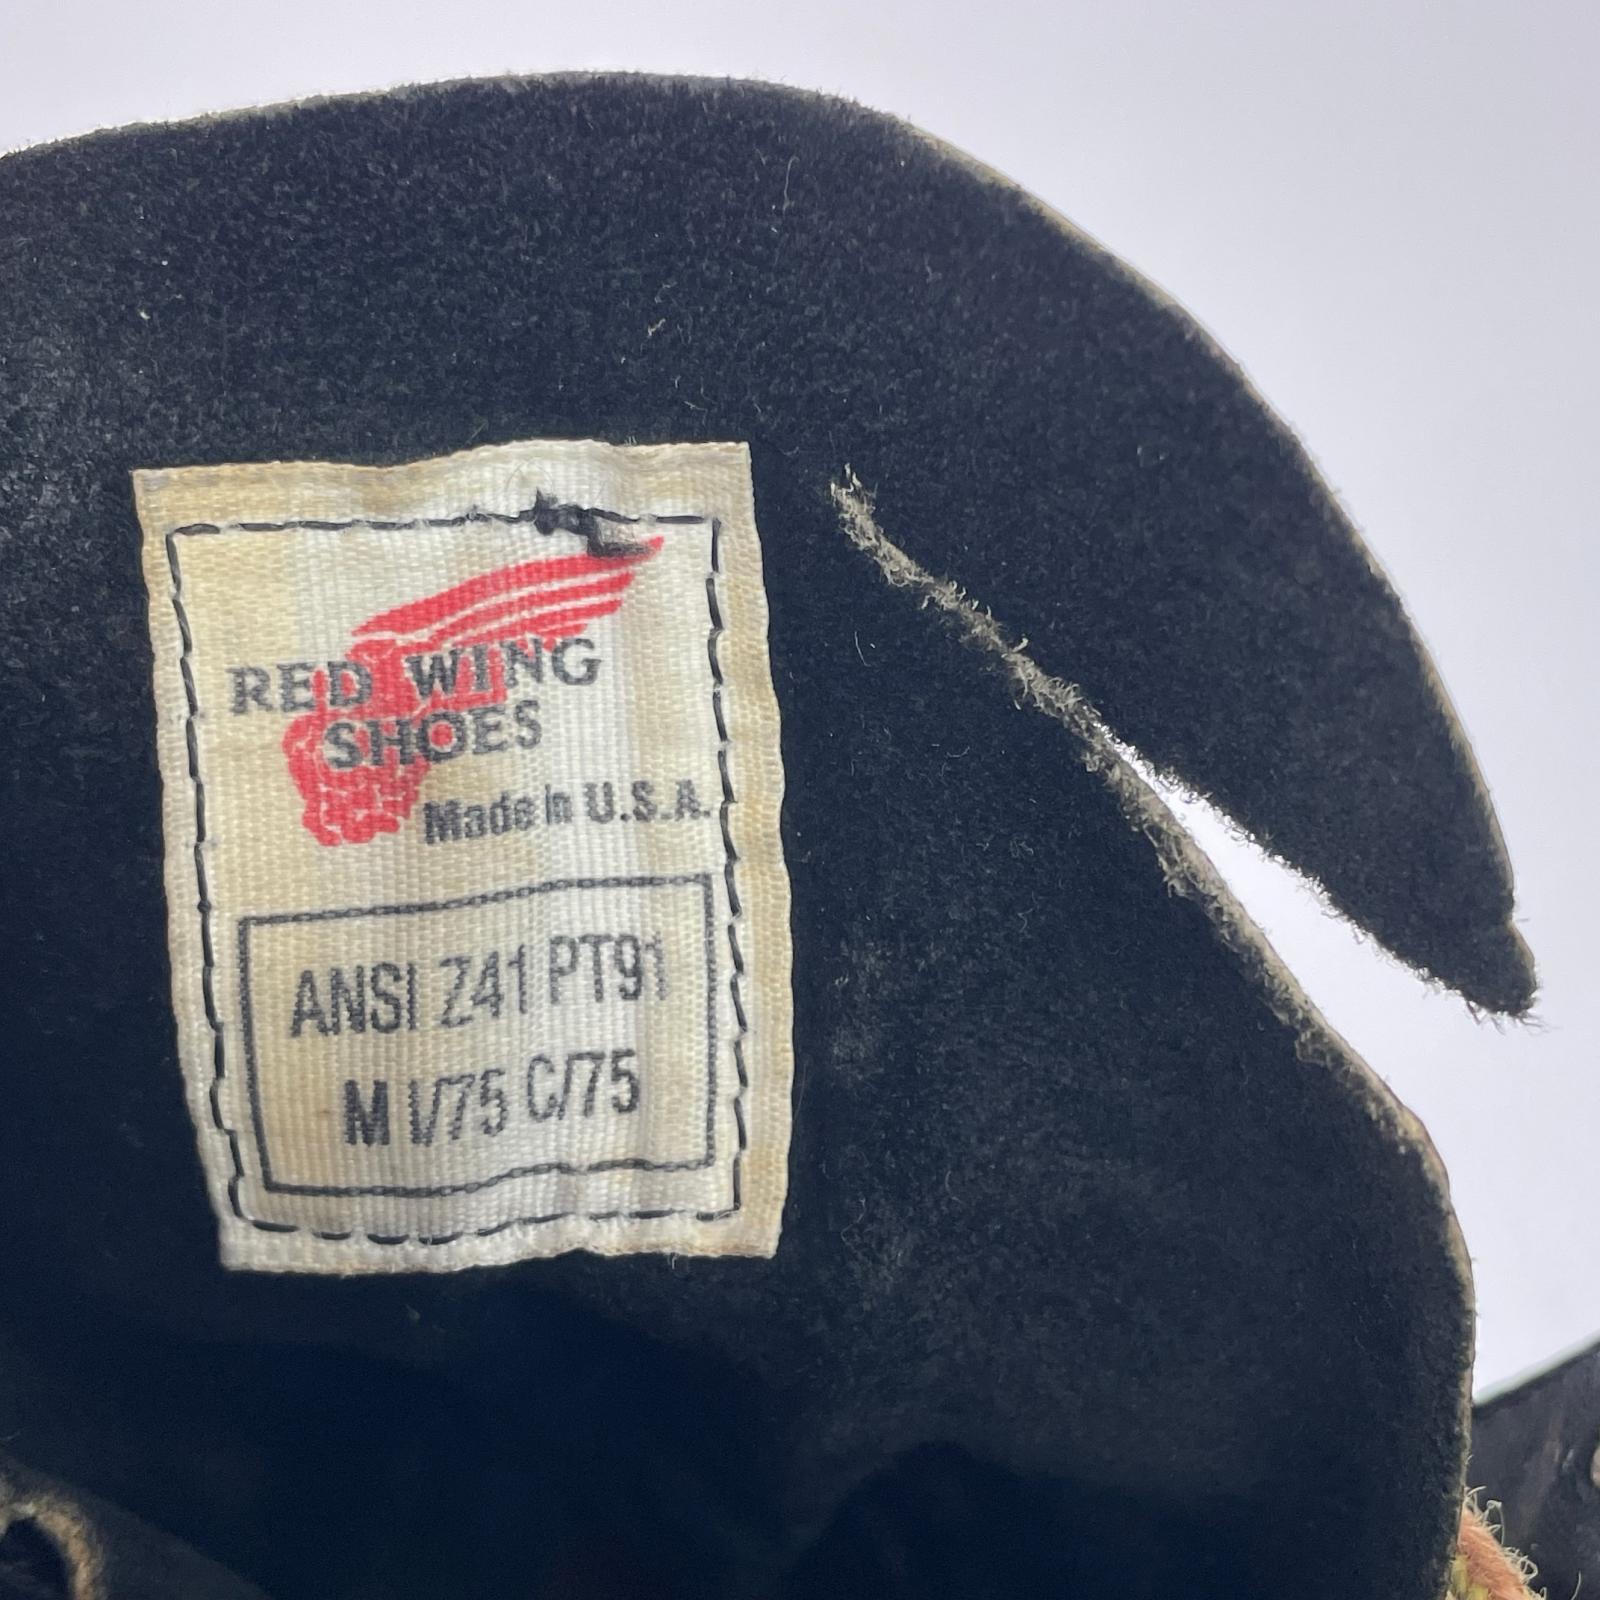 RED WING
SHOES
Made in U.S.A.
ANSI Z41 PT91
M I/75 C/75